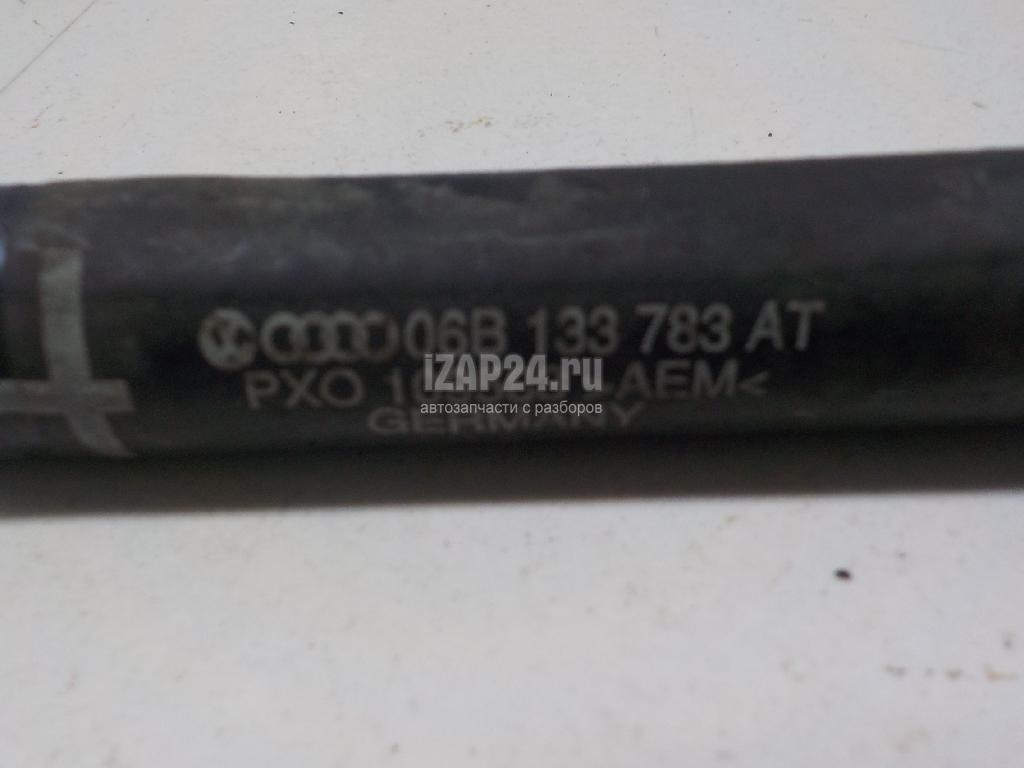 06B 133 783 AT
iZAP24.ru
PXO AEM<
автозапчасти с разборов
GERMANY